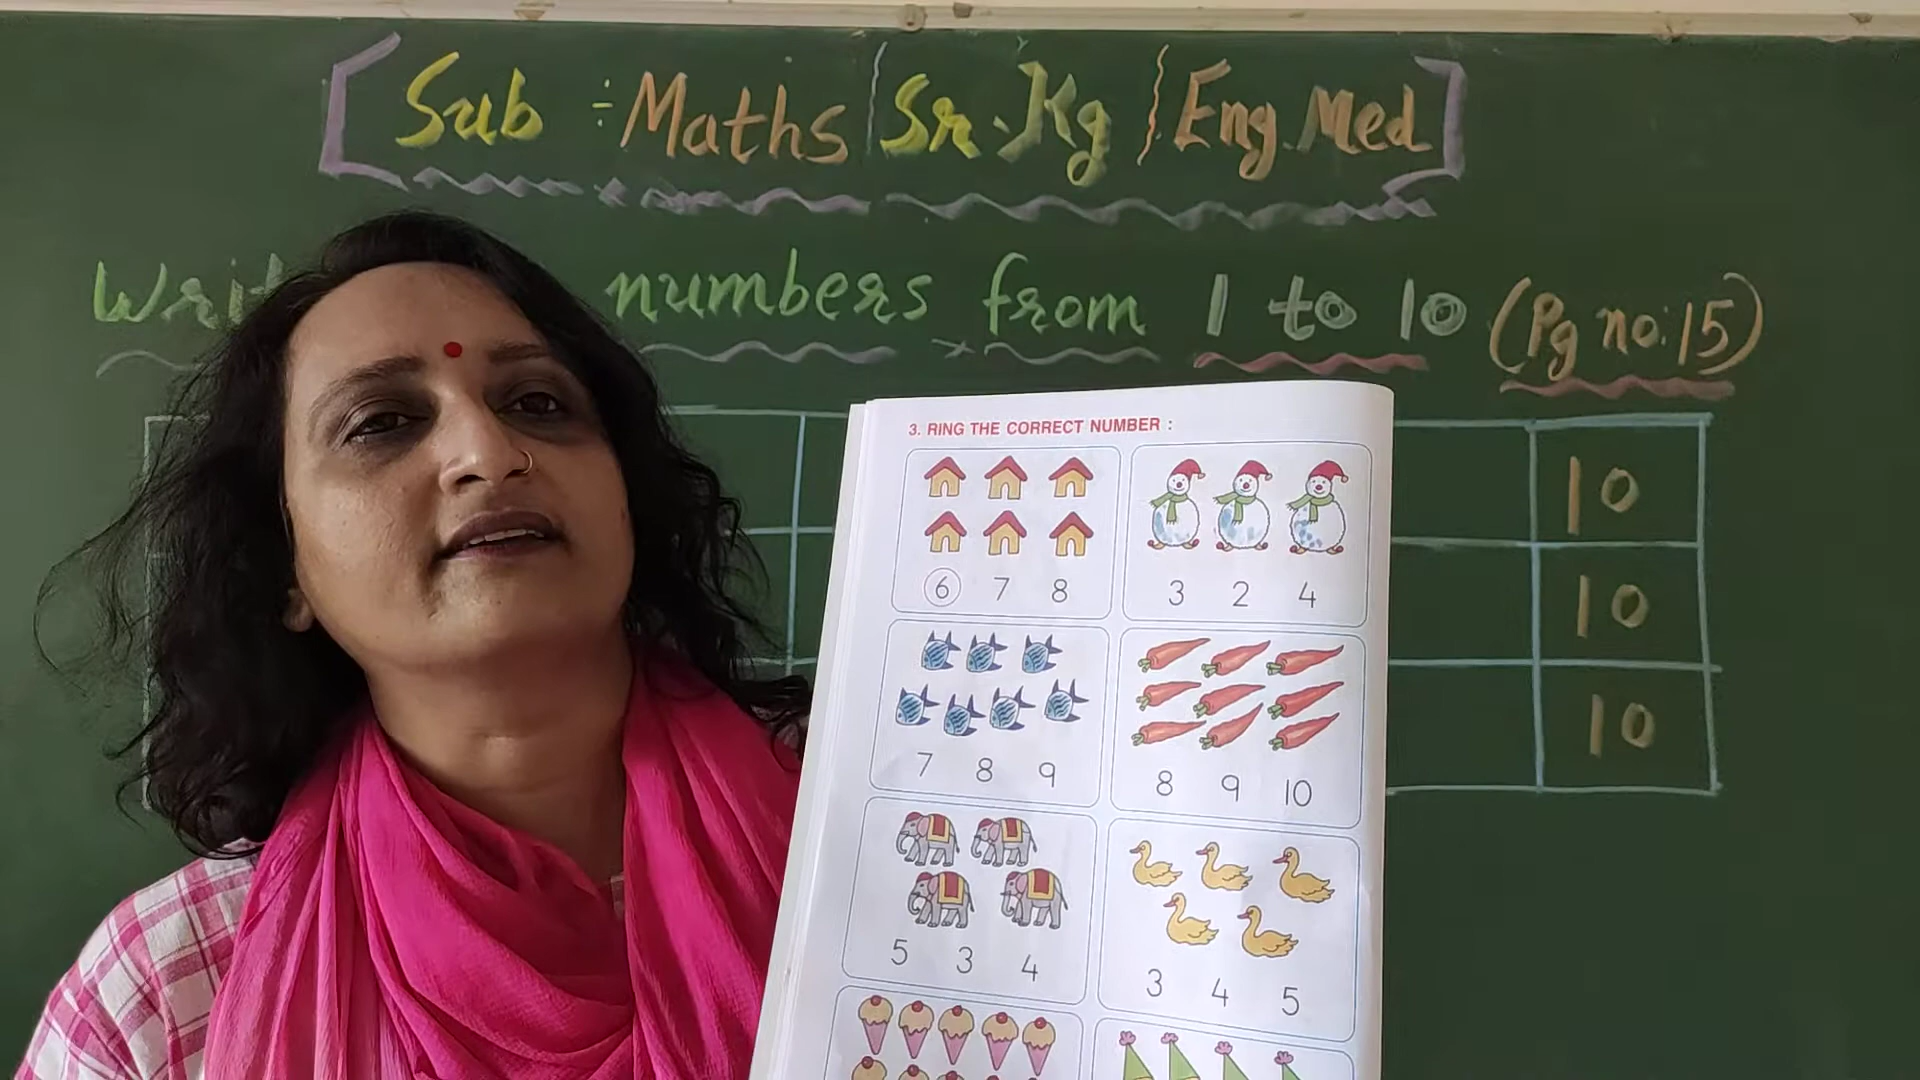 Sub ÷ Maths | Sr. Kg | Eng. Med
numbers from 1 to 10 (Pg no: 15)
10
10
10
3. RING THE CORRECT NUMBER :
6 7 8
3 2 4
7 8 9
8 9 10
5 3 4
3 4 5